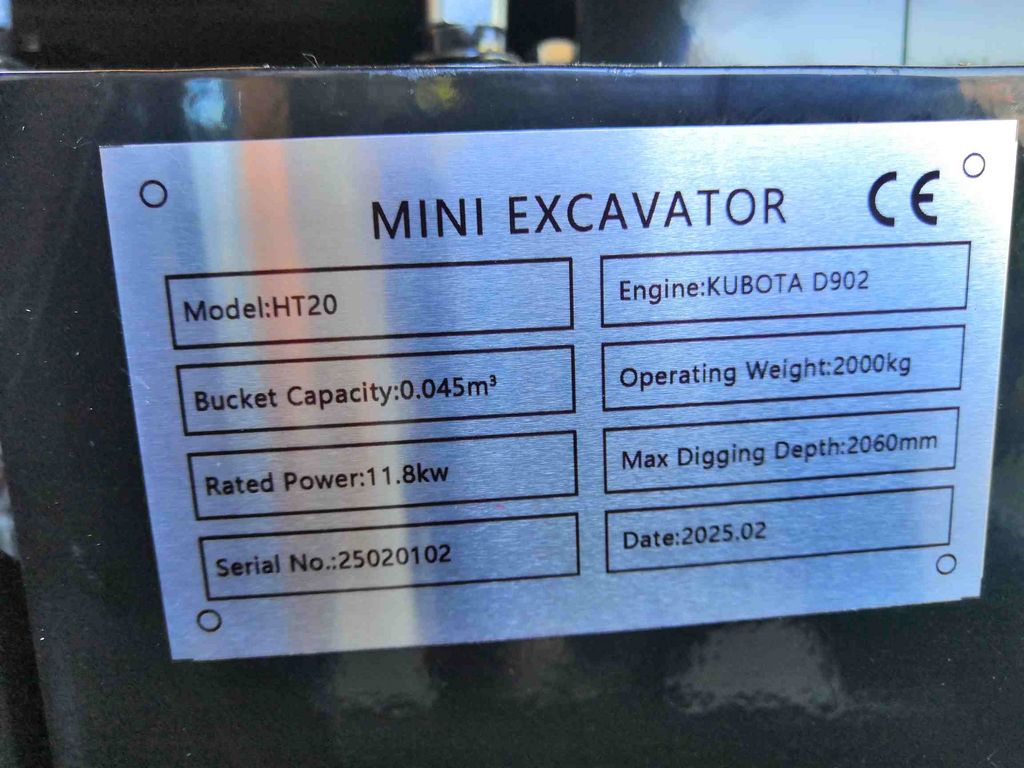 MINI EXCAVATOR CE
Model:HT20
Engine:KUBOTA D902
Bucket Capacity:0.045m³
Operating Weight:2000kg
Rated Power:11.8kw
Max Digging Depth:2060mm
Serial No.:25020102
Date:2025.02